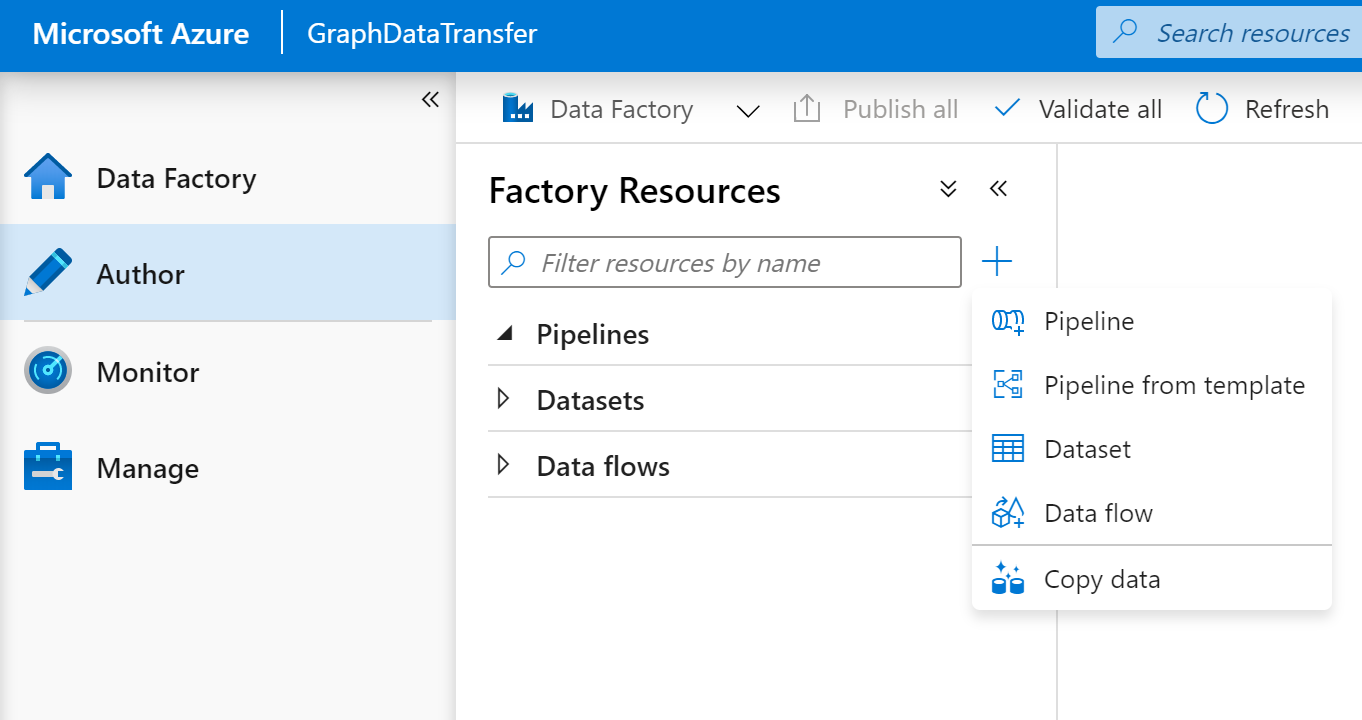 Microsoft Azure GraphDataTransfer Search resources
Data Factory Publish all Validate all Refresh
Data Factory
Author
Monitor
Manage
Factory Resources
Filter resources by name
Pipelines
Datasets
Data flows
Pipeline
Pipeline from template
Dataset
Data flow
Copy data